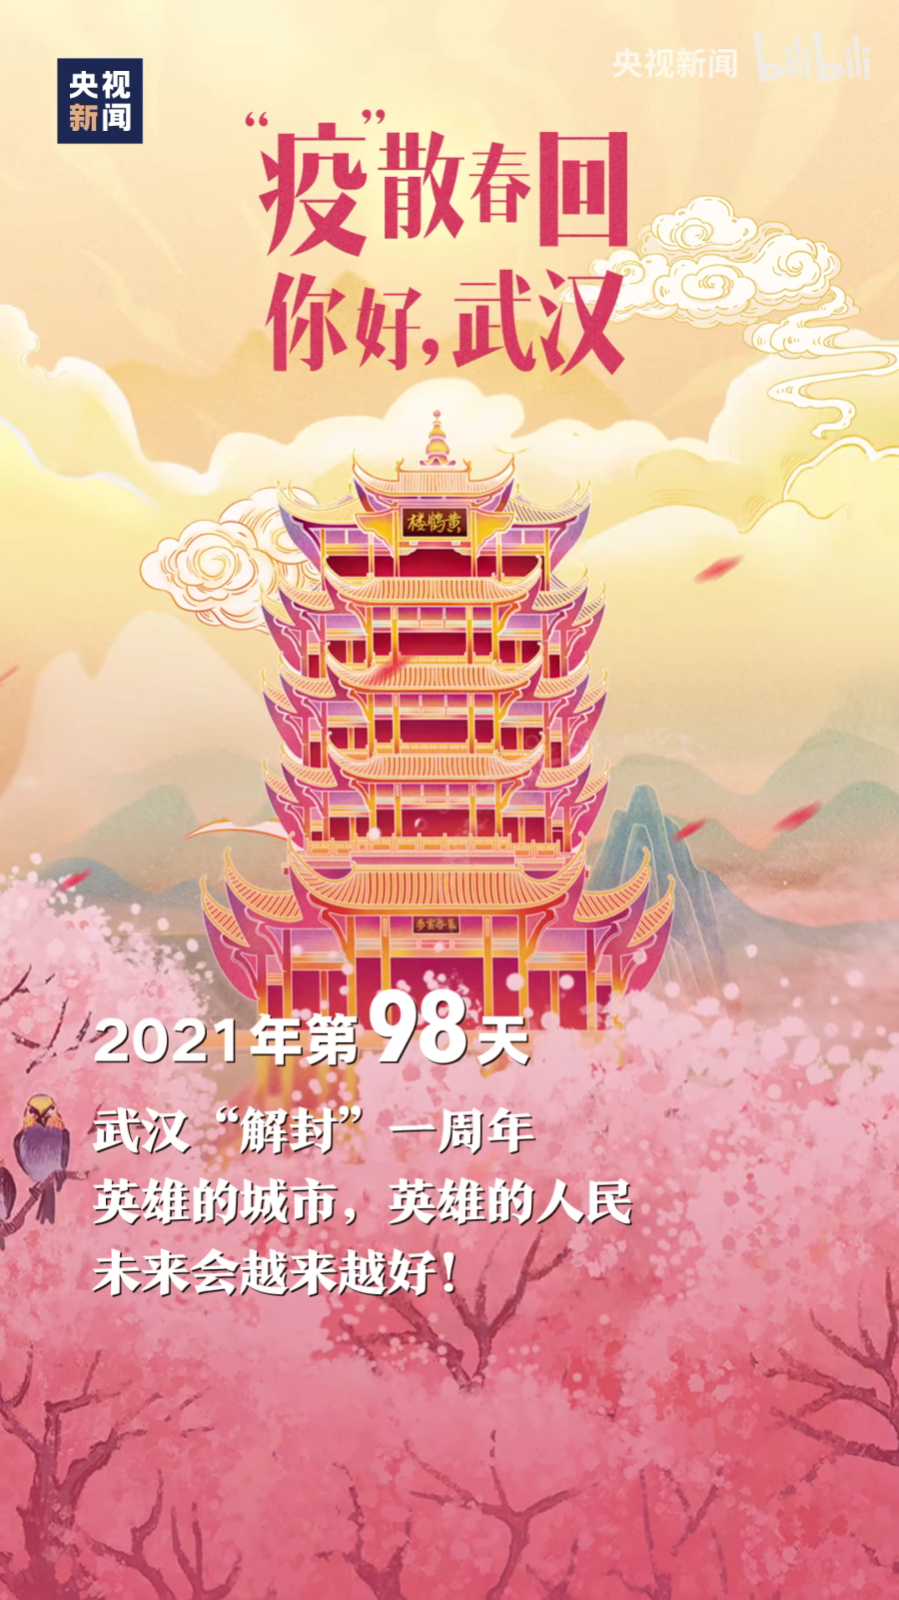 央视
新闻
央视新闻 bilibili
“疫”散春回
你好,武汉
黄鹤楼
2021年第98天
武汉“解封”一周年
英雄的城市，英雄的人民
未来会越来越好！